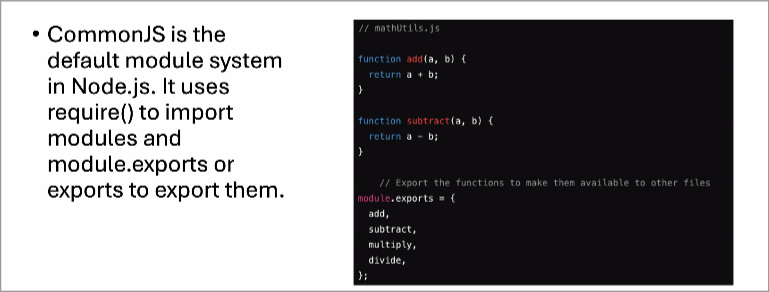 • CommonJS is the
default module system
in Node.js. It uses
require() to import
modules and
module.exports or
exports to export them.
// mathUtils.js
function add(a, b) {
  return a + b;
}
function subtract(a, b) {
  return a - b;
}
    // Export the functions to make them available to other files
module.exports = {
  add,
  subtract,
  multiply,
  divide,
};